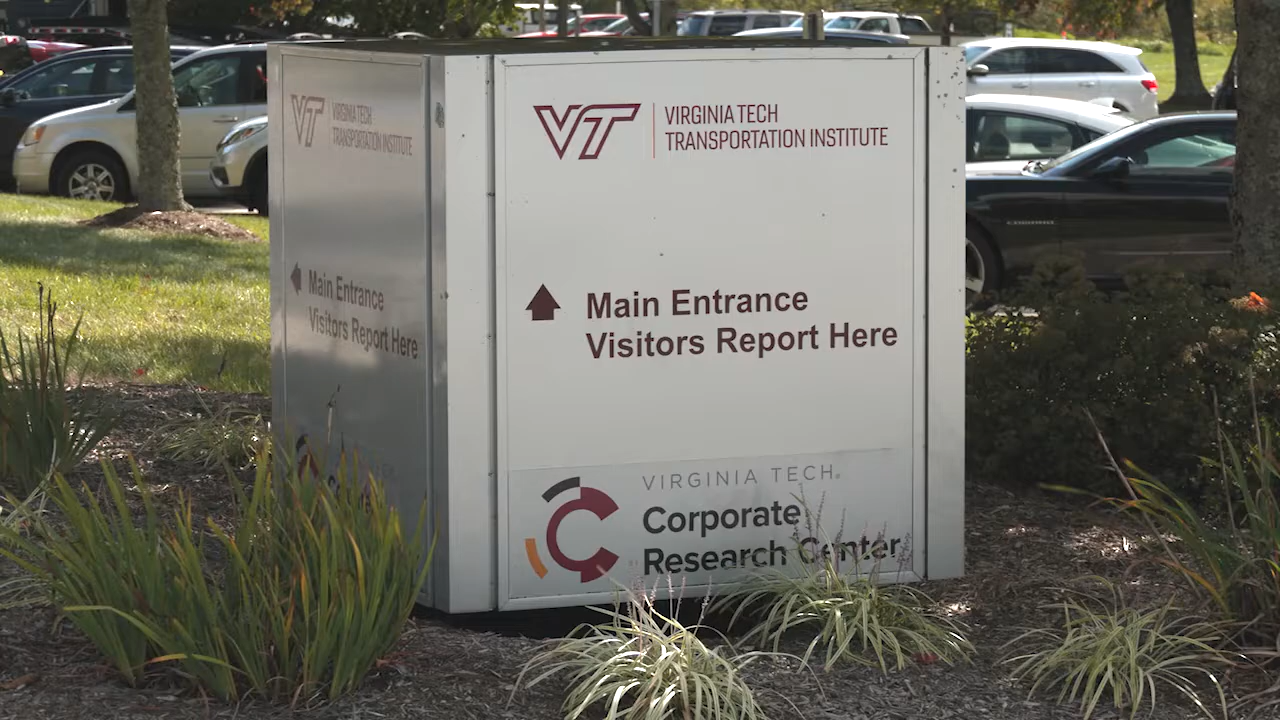 VT
VIRGINIA TECH
TRANSPORTATION INSTITUTE
Main Entrance
Visitors Report Here
VT
VIRGINIA TECH
TRANSPORTATION INSTITUTE
Main Entrance
Visitors Report Here
VIRGINIA TECH®
Corporate
Research Center